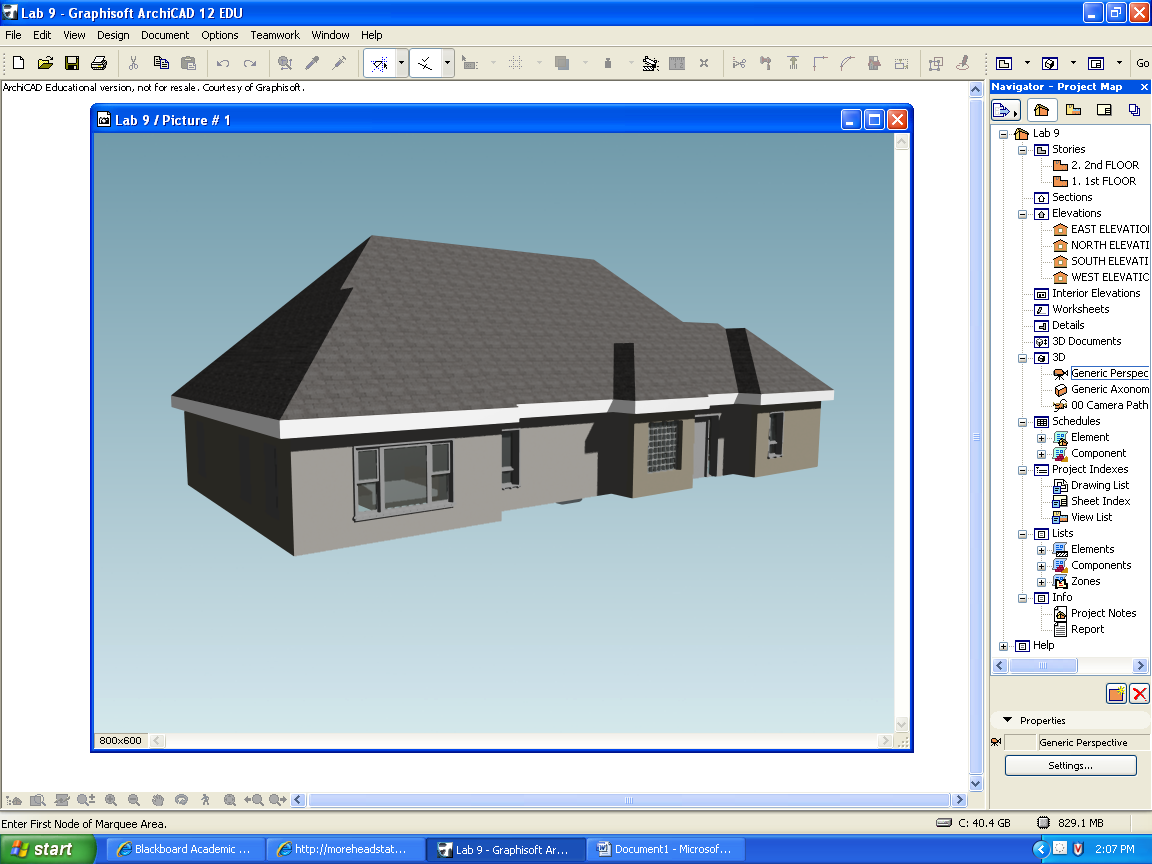 Lab 9 - Graphisoft ArchiCAD 12 EDU
File Edit View Design Document Options Teamwork Window Help
Go
ArchiCAD Educational version, not for resale. Courtesy of Graphisoft.
Lab 9 / Picture # 1
800x600
Navigator - Project Map
Lab 9
Stories
2. 2nd FLOOR
1. 1st FLOOR
Sections
Elevations
EAST ELEVATIO
NORTH ELEVATI
SOUTH ELEVATI
WEST ELEVATIC
Interior Elevations
Worksheets
Details
3D Documents
3D
Generic Perspec
Generic Axonom
00 Camera Path
Schedules
Element
Component
Project Indexes
Drawing List
Sheet Index
View List
Lists
Elements
Components
Zones
Info
Project Notes
Report
Help
Properties
Generic Perspective
Settings...
Enter First Node of Marquee Area.
C: 40.4 GB
829.1 MB
start
Blackboard Academic ...
http://moreheadstat...
Lab 9 - Graphisoft Ar...
Document1 - Microsof...
2:07 PM